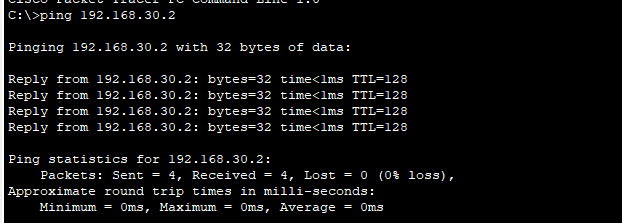 Cisco Packet Tracer PC Command Line 1.0
C:\>ping 192.168.30.2
Pinging 192.168.30.2 with 32 bytes of data:
Reply from 192.168.30.2: bytes=32 time<1ms TTL=128
Reply from 192.168.30.2: bytes=32 time<1ms TTL=128
Reply from 192.168.30.2: bytes=32 time<1ms TTL=128
Reply from 192.168.30.2: bytes=32 time<1ms TTL=128
Ping statistics for 192.168.30.2:
Packets: Sent = 4, Received = 4, Lost = 0 (0% loss),
Approximate round trip times in milli-seconds:
Minimum = 0ms, Maximum = 0ms, Average = 0ms